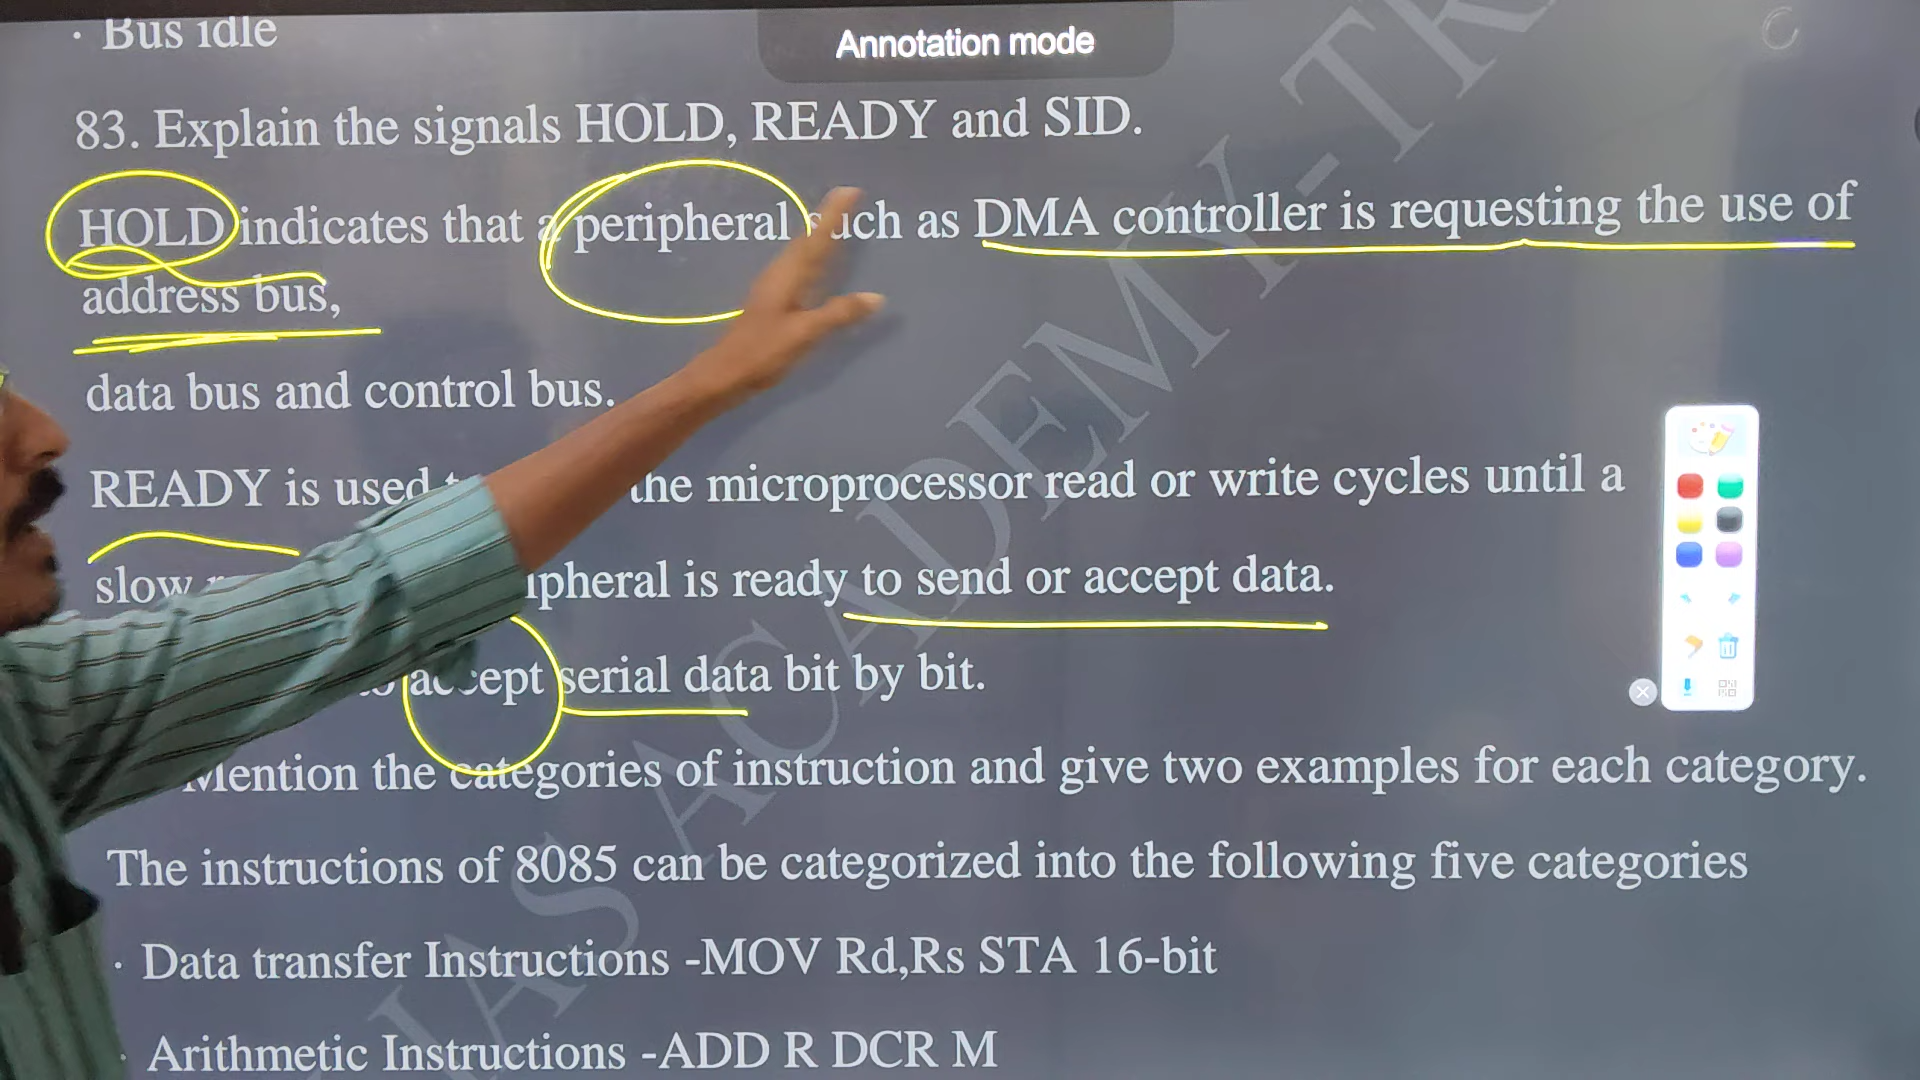 · Bus idle
Annotation mode
83. Explain the signals HOLD, READY and SID.
HOLD indicates that a peripheral such as DMA controller is requesting the use of
address bus,
data bus and control bus.
READY is used the microprocessor read or write cycles until a
slow is ready to send or accept data.
accept serial data bit by bit.
Mention the categories of instruction and give two examples for each category.
The instructions of 8085 can be categorized into the following five categories
· Data transfer Instructions -MOV Rd,Rs STA 16-bit
· Arithmetic Instructions -ADD R DCR M
IAS ACADEMY - TR